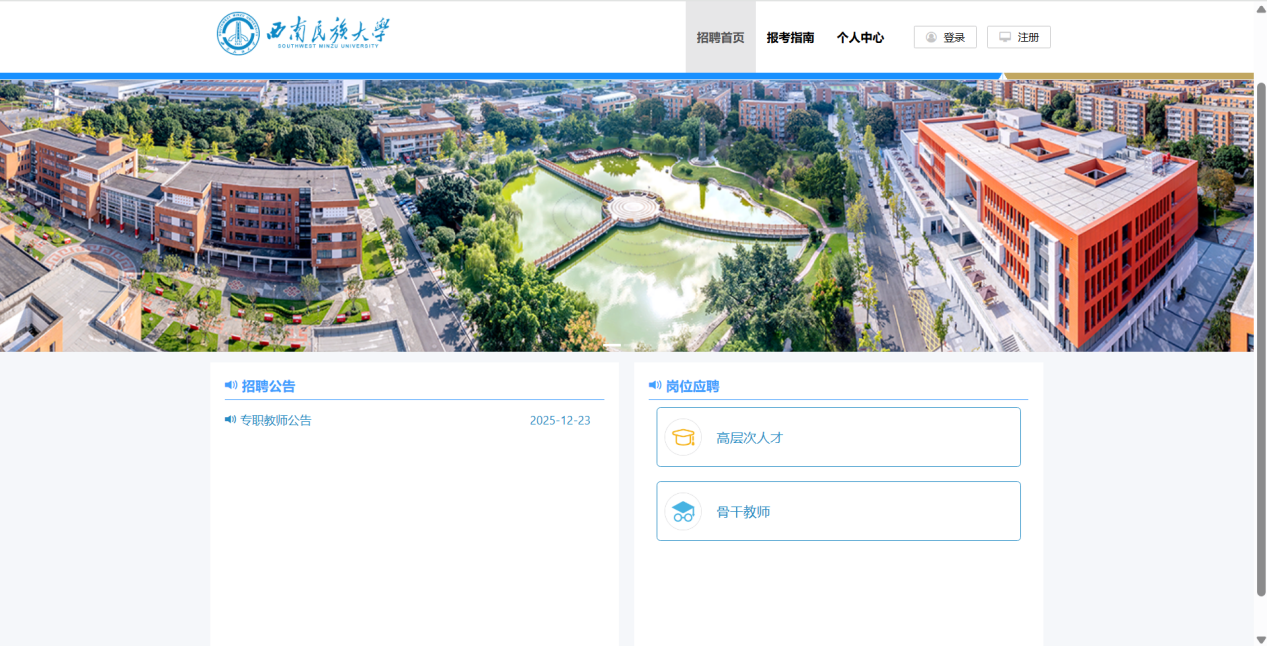 西南民族大学
SOUTHWEST MINZU UNIVERSITY
招聘首页 报考指南 个人中心 登录 注册
招聘公告
专职教师公告 2025-12-23
岗位应聘
高层次人才
骨干教师